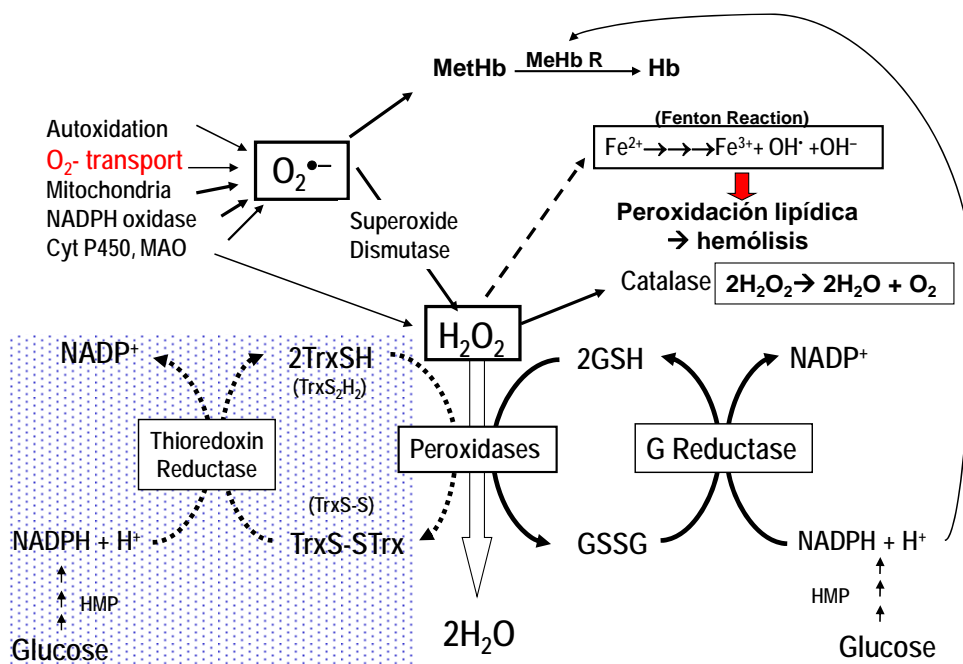 MetHb MeHb R Hb
(Fenton Reaction)
Fe²⁺→→→Fe³⁺+ OH• +OH⁻
Autoxidation
O₂- transport
Mitochondria
NADPH oxidase
Cyt P450, MAO
O₂•−
Peroxidación lipídica
→ hemólisis
Superoxide
Dismutase
Catalase 2H₂O₂→ 2H₂O + O₂
H₂O₂
NADP⁺ 2TrxSH 2GSH NADP⁺
(TrxS₂H₂)
Thioredoxin
Reductase
Peroxidases
G Reductase
(TrxS-S)
NADPH + H⁺ TrxS-STrx GSSG NADPH + H⁺
HMP HMP
Glucose 2H₂O Glucose